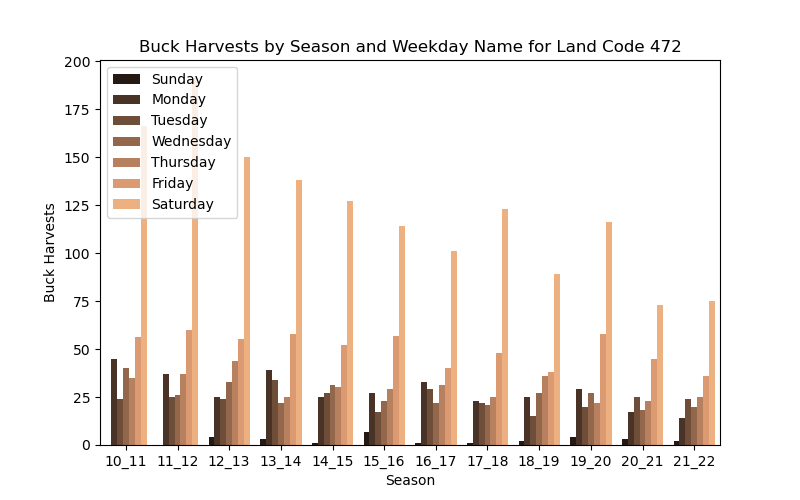 Buck Harvests by Season and Weekday Name for Land Code 472
200
175
150
125
100
75
50
25
0
Buck Harvests
Sunday
Monday
Tuesday
Wednesday
Thursday
Friday
Saturday
10_11 11_12 12_13 13_14 14_15 15_16 16_17 17_18 18_19 19_20 20_21 21_22
Season